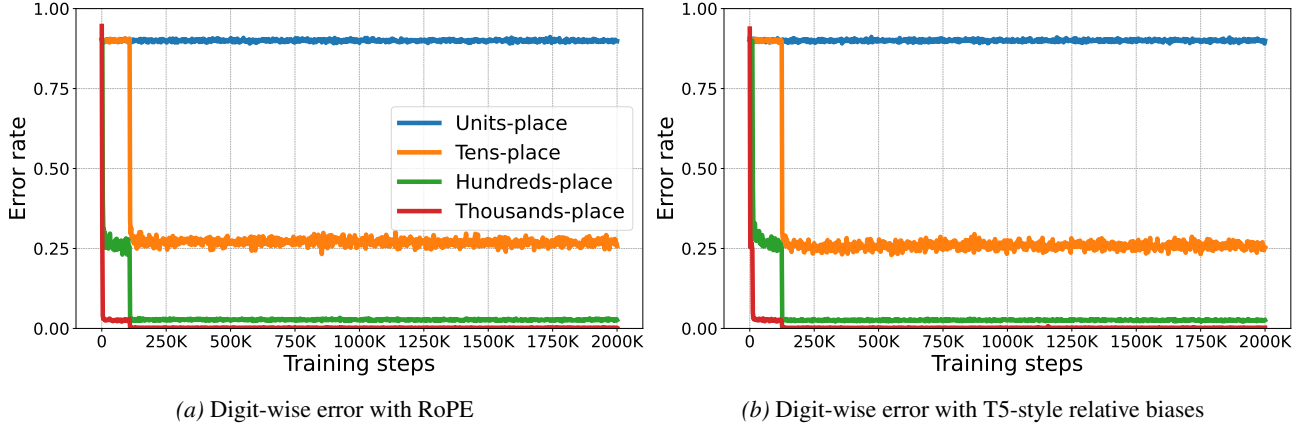 1.00
0.75
0.50
0.25
0.00
Error rate
0
250K
500K
750K
1000K
1250K
1500K
1750K
2000K
Training steps
Units-place
Tens-place
Hundreds-place
Thousands-place
(a) Digit-wise error with RoPE
1.00
0.75
0.50
0.25
0.00
Error rate
0
250K
500K
750K
1000K
1250K
1500K
1750K
2000K
Training steps
(b) Digit-wise error with T5-style relative biases